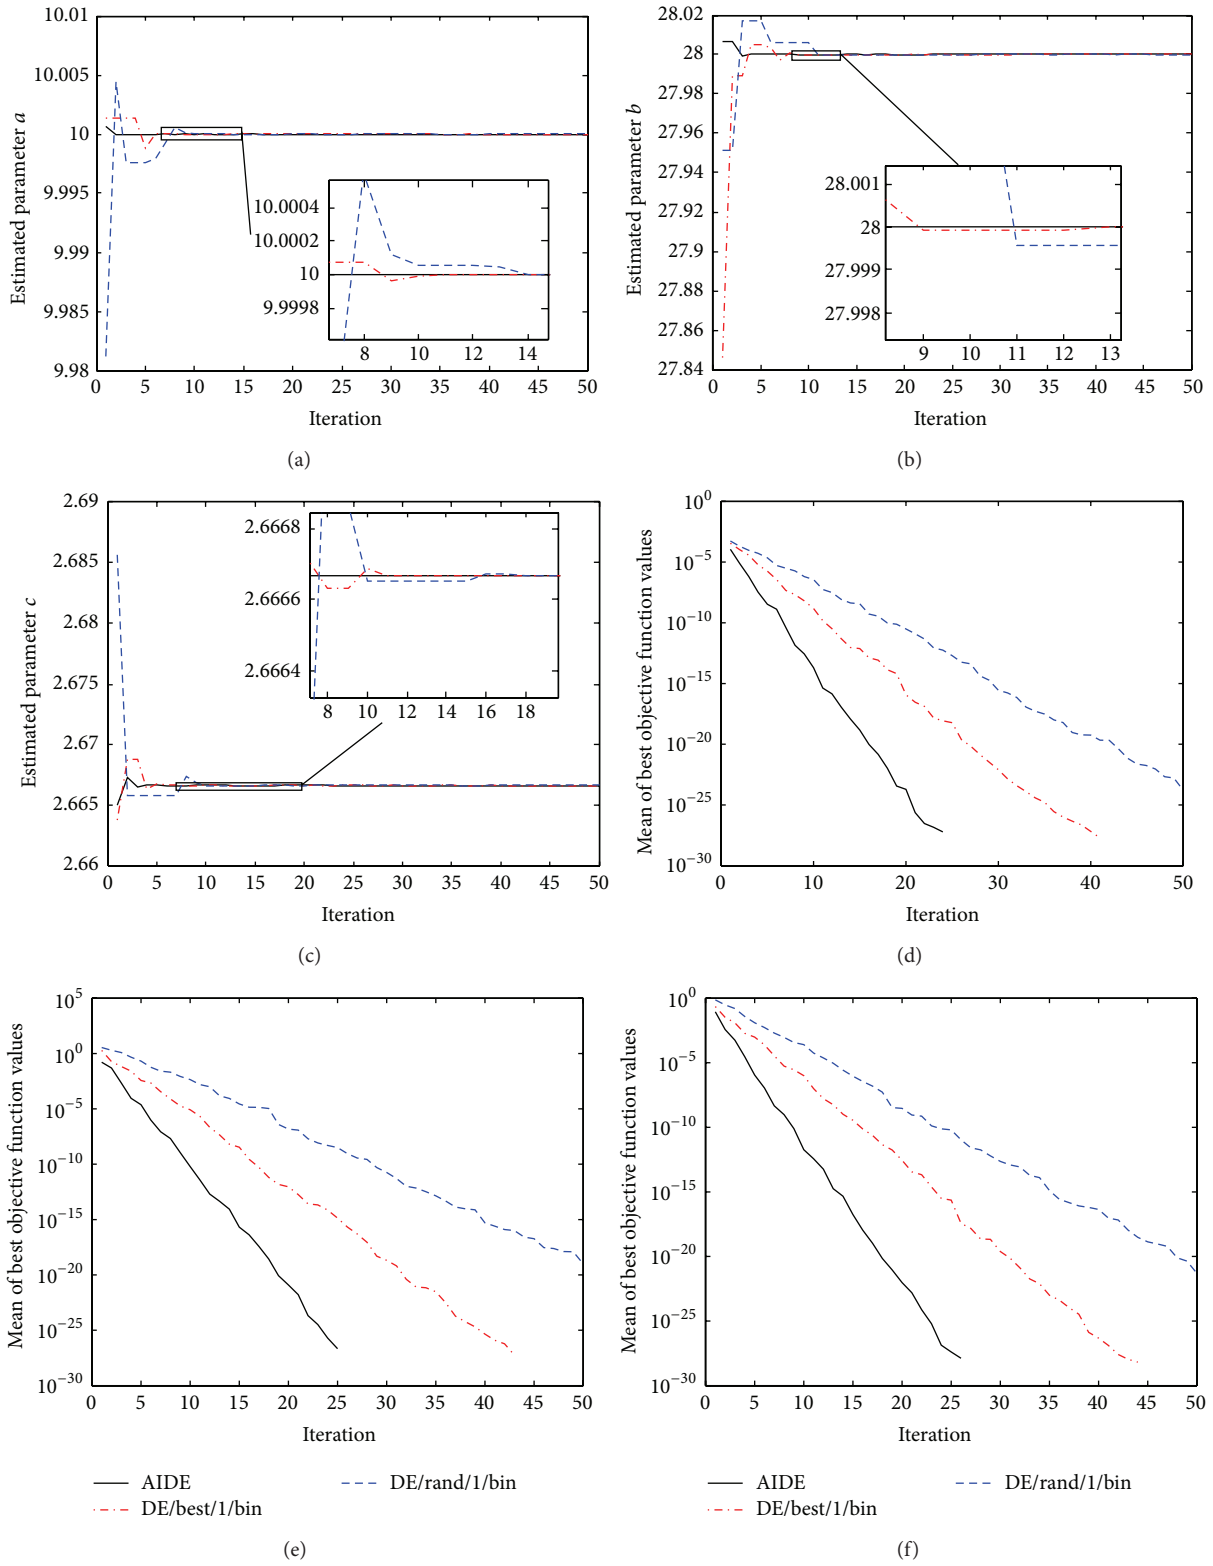 10.01
10.005
10
9.995
9.99
9.985
9.98
0 5 10 15 20 25 30 35 40 45 50
Iteration
Estimated parameter a
10.0004
10.0002
10
9.9998
8 10 12 14
(a)
28.02
28
27.98
27.96
27.94
27.92
27.9
27.88
27.86
27.84
0 5 10 15 20 25 30 35 40 45 50
Iteration
Estimated parameter b
28.001
28
27.999
27.998
9 10 11 12 13
(b)
2.69
2.685
2.68
2.675
2.67
2.665
2.66
0 5 10 15 20 25 30 35 40 45 50
Iteration
Estimated parameter c
2.6668
2.6666
2.6664
8 10 12 14 16 18
(c)
10^0
10^-5
10^-10
10^-15
10^-20
10^-25
10^-30
0 10 20 30 40 50
Iteration
Mean of best objective function values
(d)
10^5
10^0
10^-5
10^-10
10^-15
10^-20
10^-25
10^-30
0 5 10 15 20 25 30 35 40 45 50
Iteration
Mean of best objective function values
AIDE
DE/best/1/bin
DE/rand/1/bin
(e)
10^0
10^-5
10^-10
10^-15
10^-20
10^-25
10^-30
0 5 10 15 20 25 30 35 40 45 50
Iteration
Mean of best objective function values
AIDE
DE/best/1/bin
DE/rand/1/bin
(f)